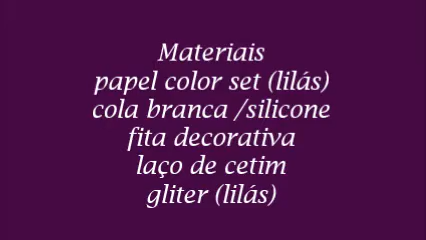 Materiais
papel color set (lilás)
cola branca /silicone
fita decorativa
laço de cetim
gliter (lilás)